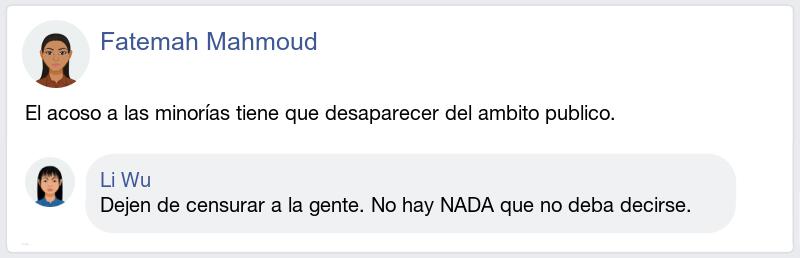 Fatemah Mahmoud
El acoso a las minorías tiene que desaparecer del ambito publico.
Li Wu
Dejen de censurar a la gente. No hay NADA que no deba decirse.